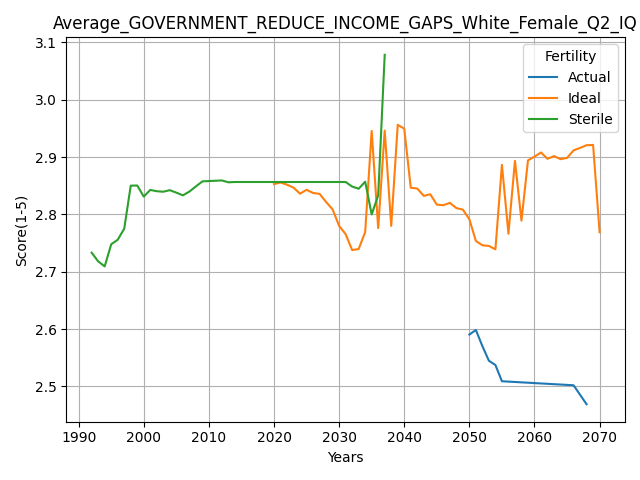 Average_GOVERNMENT_REDUCE_INCOME_GAPS_White_Female_Q2_IQ
Fertility
Actual
Ideal
Sterile
Score(1-5)
3.1
3.0
2.9
2.8
2.7
2.6
2.5
1990 2000 2010 2020 2030 2040 2050 2060 2070
Years